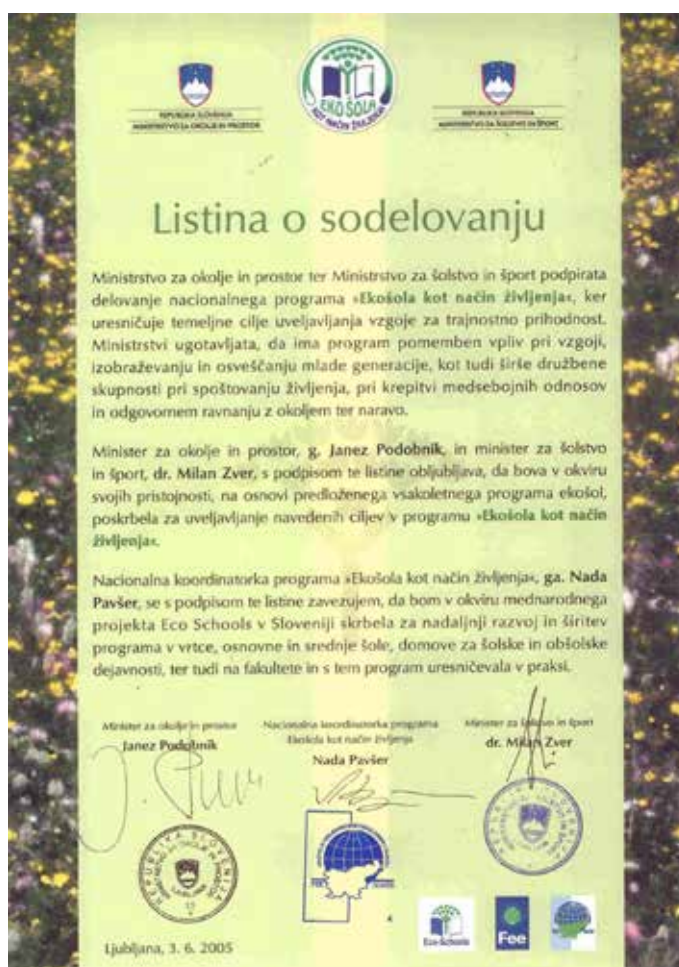 REPUBLIKA SLOVENIJA
MINISTRSTVO ZA OKOLJE IN PROSTOR
EKO ŠOLA
KOT NAČIN ŽIVLJENJA
REPUBLIKA SLOVENIJA
MINISTRSTVO ZA ŠOLSTVO IN ŠPORT
Listina o sodelovanju
Ministrstvo za okolje in prostor ter Ministrstvo za šolstvo in šport podpirata
delovanje nacionalnega programa »Ekošola kot način življenja«, ker
uresničuje temeljne cilje uveljavljanja vzgoje za trajnostno prihodnost.
Ministrstvi ugotavljata, da ima program pomemben vpliv pri vzgoji,
izobraževanju in osveščanju mlade generacije, kot tudi širše družbene
skupnosti pri spoštovanju življenja, pri krepitvi medsebojnih odnosov
in odgovornem ravnanju z okoljem ter naravo.
Minister za okolje in prostor, g. Janez Podobnik, in minister za šolstvo
in šport, dr. Milan Zver, s podpisom te listine obljubljava, da bova v okviru
svojih pristojnosti, na osnovi predloženega vsakoletnega programa ekošol,
poskrbela za uveljavljanje navedenih ciljev v programu »Ekošola kot način
življenja«.
Nacionalna koordinatorka programa »Ekošola kot način življenja«, ga. Nada
Pavšer, se s podpisom te listine zavezujem, da bom v okviru mednarodnega
projekta Eco Schools v Sloveniji skrbela za nadaljnji razvoj in širitev
programa v vrtce, osnovne in srednje šole, domove za šolske in obšolske
dejavnosti, ter tudi na fakultete in s tem program uresničevala v praksi.
Minister za okolje in prostor
Janez Podobnik
Nacionalna koordinatorka programa
Ekošola kot način življenja
Nada Pavšer
Minister za šolstvo in šport
dr. Milan Zver
REPUBLIKA SLOVENIJA
MINISTRSTVO ZA OKOLJE IN PROSTOR
LJUBLJANA
Eco-Schools
Fee
Ljubljana, 3. 6. 2005